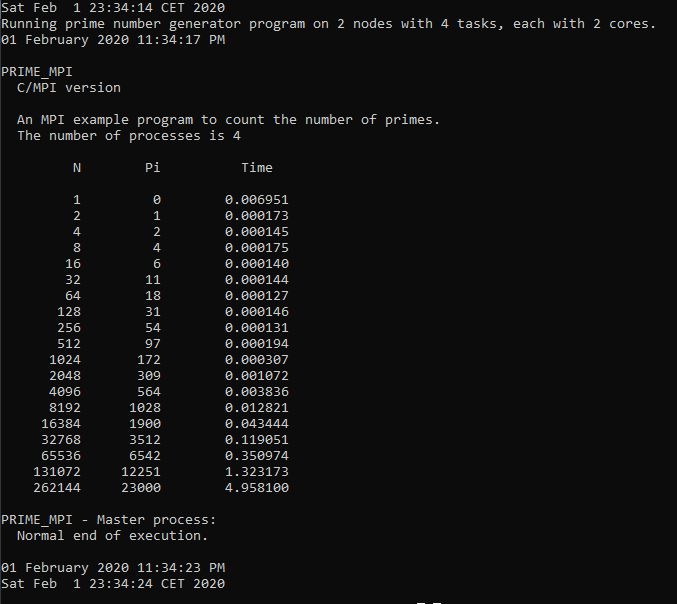 Sat Feb  1 23:34:14 CET 2020
Running prime number generator program on 2 nodes with 4 tasks, each with 2 cores.
01 February 2020 11:34:17 PM

PRIME_MPI
  C/MPI version

  An MPI example program to count the number of primes.
  The number of processes is 4

         N        Pi          Time

         1         0        0.006951
         2         1        0.000173
         4         2        0.000145
         8         4        0.000175
        16         6        0.000140
        32        11        0.000144
        64        18        0.000127
       128        31        0.000146
       256        54        0.000131
       512        97        0.000194
      1024       172        0.000307
      2048       309        0.001072
      4096       564        0.003836
      8192      1028        0.012821
     16384      1900        0.043444
     32768      3512        0.119051
     65536      6542        0.350974
    131072     12251        1.323173
    262144     23000        4.958100

PRIME_MPI - Master process:
  Normal end of execution.

01 February 2020 11:34:23 PM
Sat Feb  1 23:34:24 CET 2020